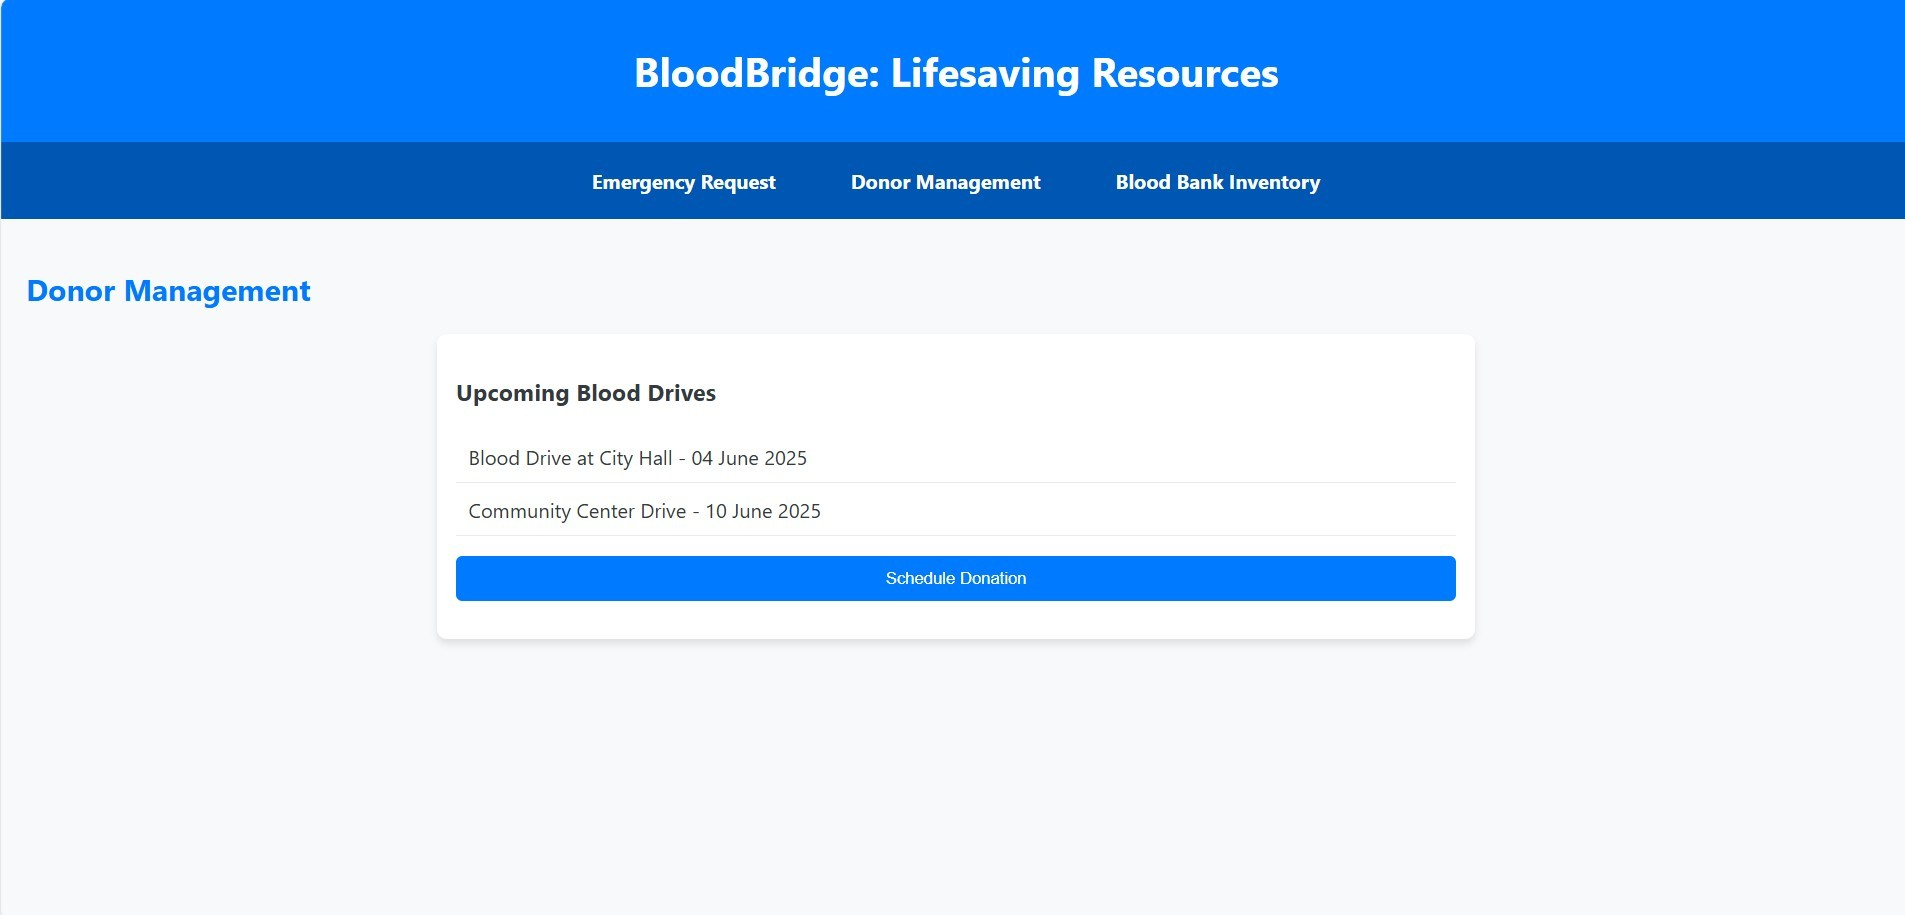 BloodBridge: Lifesaving Resources
Emergency Request Donor Management Blood Bank Inventory
Donor Management
Upcoming Blood Drives
Blood Drive at City Hall - 04 June 2025
Community Center Drive - 10 June 2025
Schedule Donation